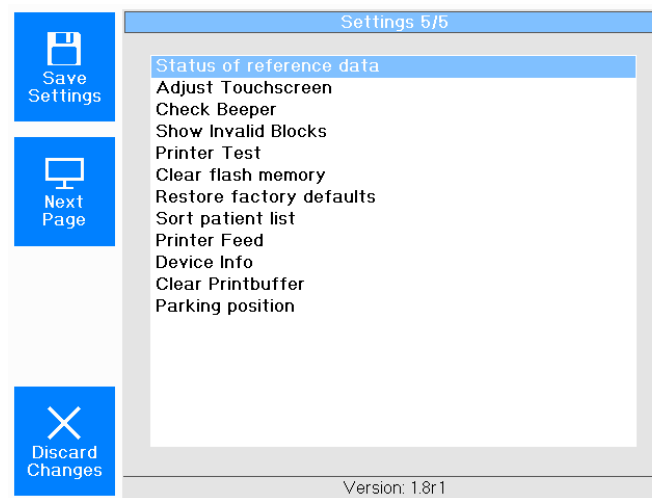 Settings 5/5
Save
Settings
Next
Page
Discard
Changes
Status of reference data
Adjust Touchscreen
Check Beeper
Show Invalid Blocks
Printer Test
Clear flash memory
Restore factory defaults
Sort patient list
Printer Feed
Device Info
Clear Printbuffer
Parking position
Version: 1.8r1